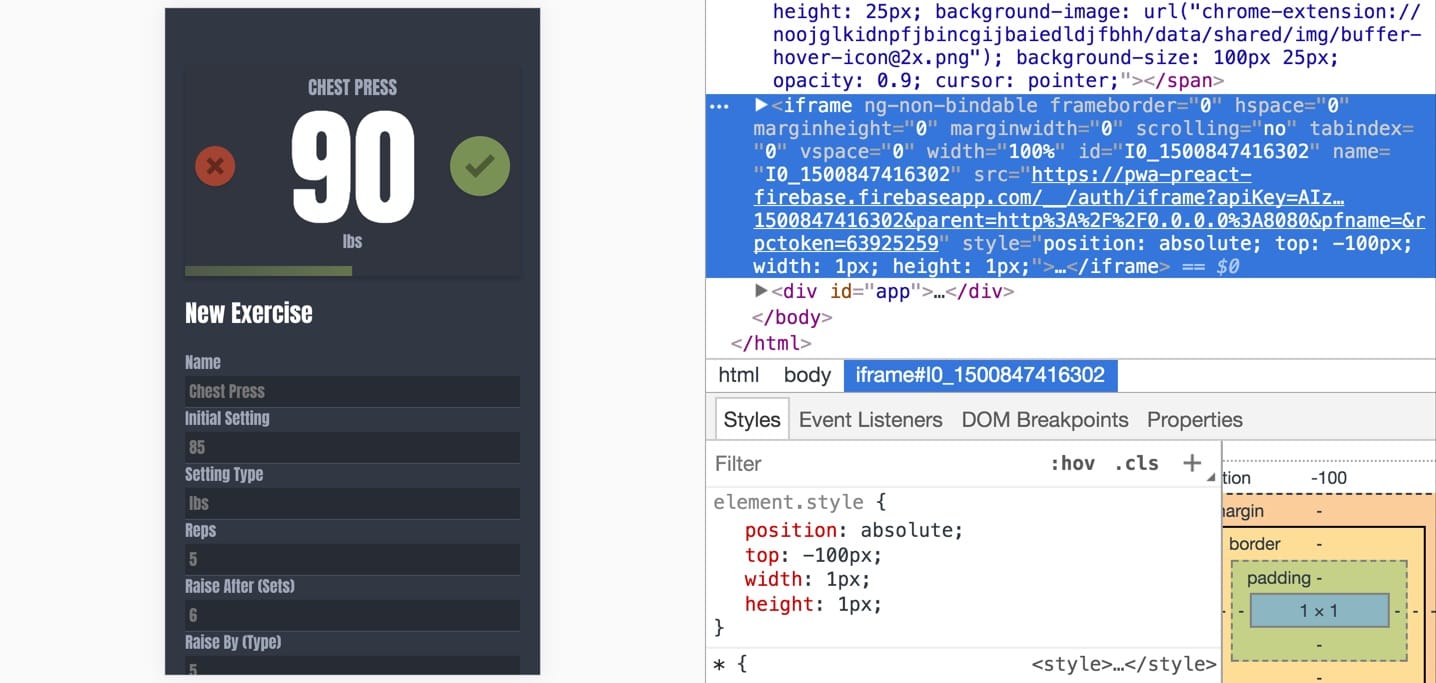 CHEST PRESS
90
lbs
New Exercise
Name
Chest Press
Initial Setting
85
Setting Type
lbs
Reps
5
Raise After (Sets)
6
Raise By (Type)
5
height: 25px; background-image: url("chrome-extension://
noojglkidnpfjbincgijbaiedldjfbhh/data/shared/img/buffer-
hover-icon@2x.png"); background-size: 100px 25px;
opacity: 0.9; cursor: pointer;"></span>
… ▶<iframe ng-non-bindable frameborder="0" hspace="0"
marginheight="0" marginwidth="0" scrolling="no" tabindex=
"0" vspace="0" width="100%" id="I0_1500847416302" name=
"I0_1500847416302" src="https://pwa-preact-
firebase.firebaseapp.com/__/auth/iframe?apiKey=AIz…
1500847416302&parent=http%3A%2F%2F0.0.0.0%3A8080&pfname=&r
pctoken=63925259" style="position: absolute; top: -100px;
width: 1px; height: 1px;">…</iframe> == $0
▶<div id="app">…</div>
</body>
</html>
html body iframe#I0_1500847416302
Styles Event Listeners DOM Breakpoints Properties
Filter :hov .cls +
element.style {
position: absolute;
top: -100px;
width: 1px;
height: 1px;
}
* { <style>…</style>
tion -100
argin -
border -
padding -
- - 1 × 1 - - -
-
-